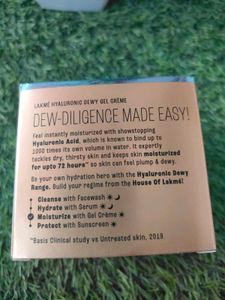 LAKMÉ HYALURONIC DEWY GEL CRÈME
DEW-DILIGENCE MADE EASY!
Feel instantly moisturized with showstopping
Hyaluronic Acid, which is known to bind up to
1000 times its own volume in water. It expertly
tackles dry, thirsty skin and keeps skin moisturized
for upto 72 hours~ so skin can feel plump & dewy.
Be your own hydration hero with the Hyaluronic Dewy
Range. Build your regime from the House Of Lakmé!
Cleanse with Facewash
Hydrate with Serum
Moisturize with Gel Crème
Protect with Sunscreen
~Basis Clinical study vs Untreated skin, 2019